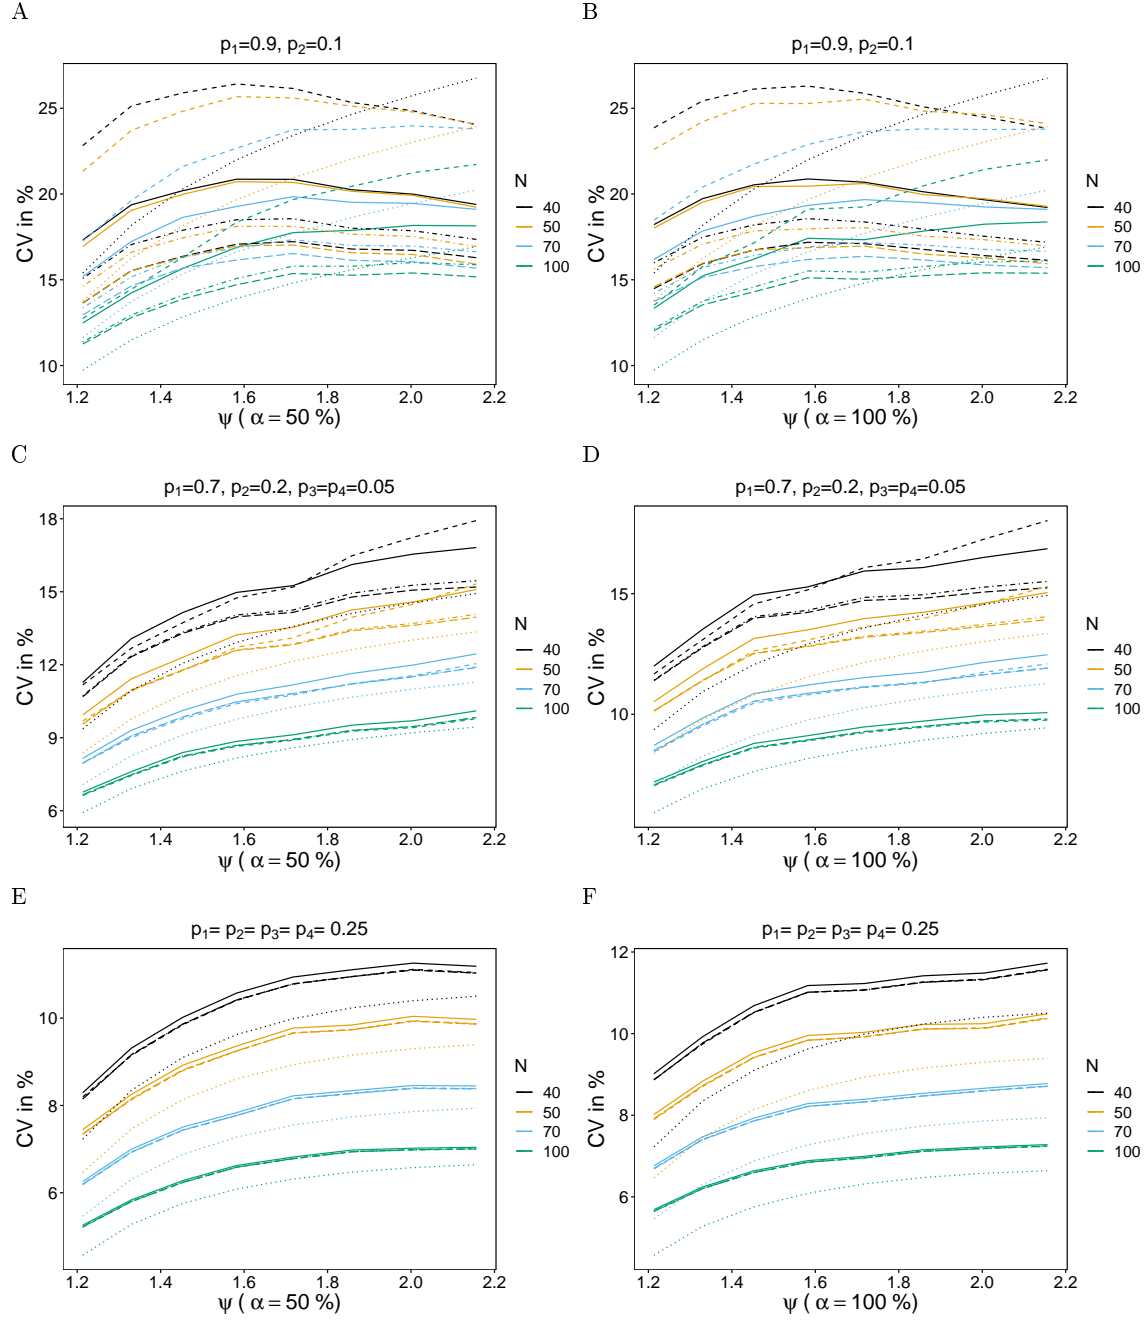 A
p1=0.9, p2=0.1
CV in %
25
20
15
10
1.2 1.4 1.6 1.8 2.0 2.2
ψ ( α = 50 %)
N
40
50
70
100
B
p1=0.9, p2=0.1
CV in %
25
20
15
10
1.2 1.4 1.6 1.8 2.0 2.2
ψ ( α = 100 %)
N
40
50
70
100
C
p1=0.7, p2=0.2, p3=p4=0.05
CV in %
18
15
12
9
6
1.2 1.4 1.6 1.8 2.0 2.2
ψ ( α = 50 %)
N
40
50
70
100
D
p1=0.7, p2=0.2, p3=p4=0.05
CV in %
15
10
1.2 1.4 1.6 1.8 2.0 2.2
ψ ( α = 100 %)
N
40
50
70
100
E
p1= p2= p3= p4= 0.25
CV in %
10
8
6
1.2 1.4 1.6 1.8 2.0 2.2
ψ ( α = 50 %)
N
40
50
70
100
F
p1= p2= p3= p4= 0.25
CV in %
12
10
8
6
1.2 1.4 1.6 1.8 2.0 2.2
ψ ( α = 100 %)
N
40
50
70
100